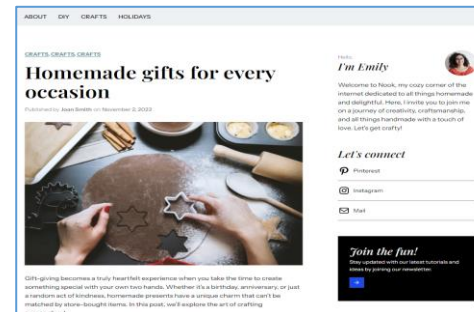 ABOUT DIY CRAFTS HOLIDAYS
CRAFTS, CRAFTS, CRAFTS
Homemade gifts for every
occasion
Published by Joan Smith on November 2, 2023
Gift-giving becomes a truly heartfelt experience when you take the time to create
something special with your own two hands. Whether it's a birthday, anniversary, or just
a random act of kindness, homemade presents have a unique charm that can't be
matched by store-bought items. In this post, we'll explore the art of crafting
Hello,
I'm Emily
Welcome to Nook, my cozy corner of the
internet dedicated to all things homemade
and delightful. Here, I invite you to join me
on a journey of creativity, craftsmanship,
and all things handmade with a touch of
love. Let's get crafty!
Let's connect
Pinterest
Instagram
Mail
Join the fun!
Stay updated with our latest tutorials and
ideas by joining our newsletter.